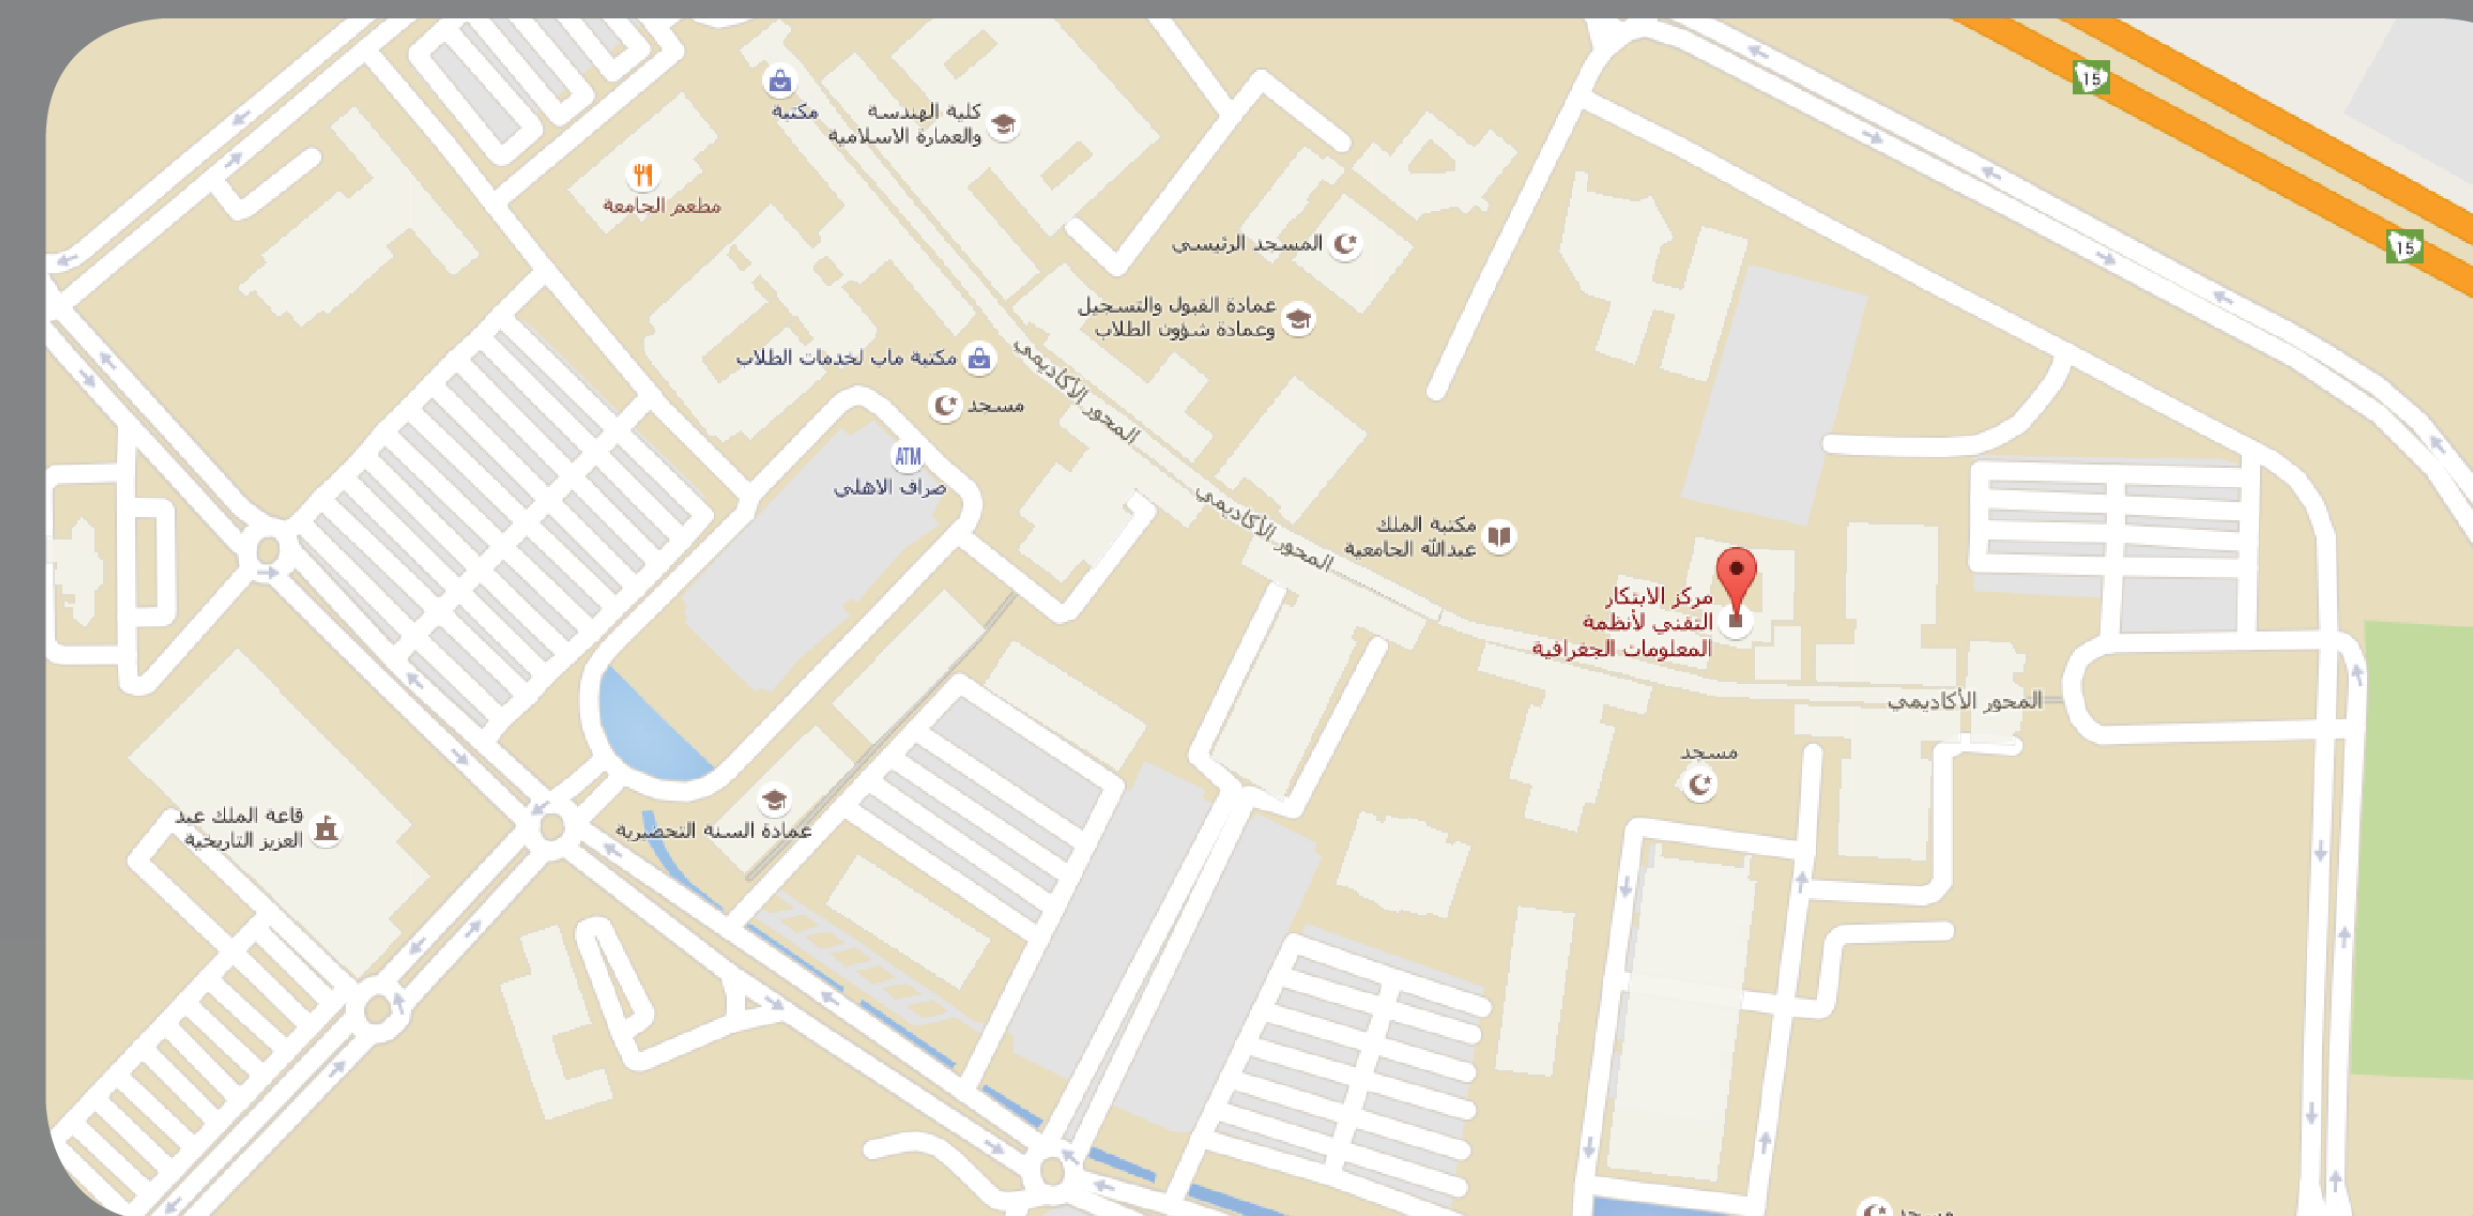 15
15
مكتبة
كلية الهندسة
والعمارة الاسلامية
مطعم الجامعة
المسجد الرئيسي
عمادة القبول والتسجيل
وعمادة شؤون الطلاب
مكتبة ماب لخدمات الطلاب
المحور الأكاديمي
مسجد
ATM
صراف الاهلي
المحور الأكاديمي
مكتبة الملك
عبدالله الجامعية
مركز الابتكار
التقني لأنظمة
المعلومات الجغرافية
المحور الأكاديمي
مسجد
عمادة السنة التحضيرية
قاعة الملك عبد
العزيز التاريخية
مسجد